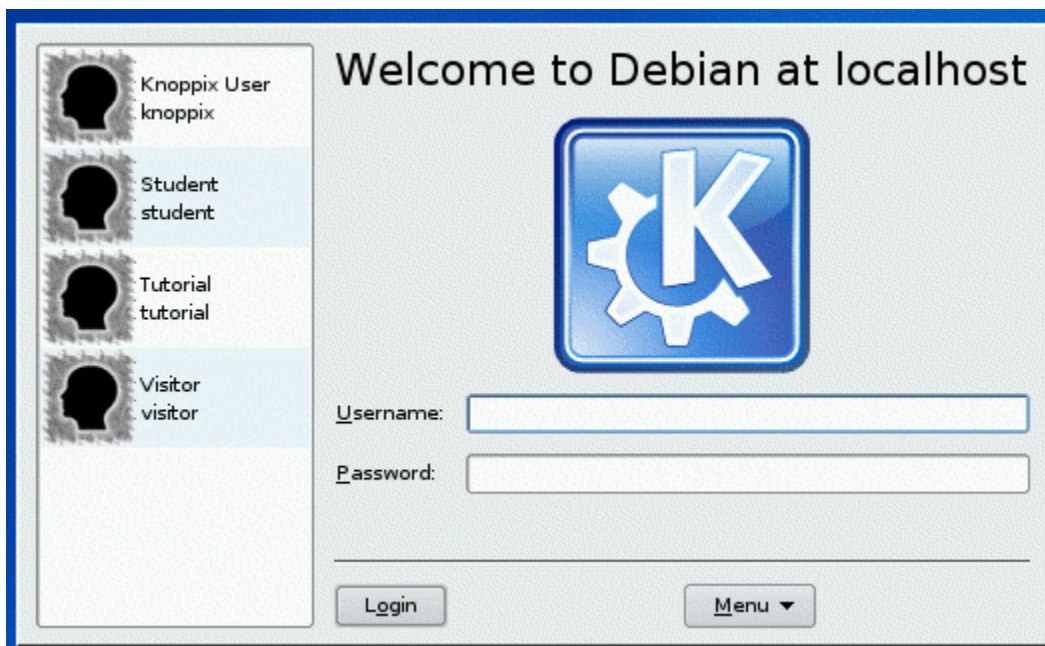 Knoppix User
knoppix
Student
student
Tutorial
tutorial
Visitor
visitor
Welcome to Debian at localhost
K
Username:
Password:
Login
Menu